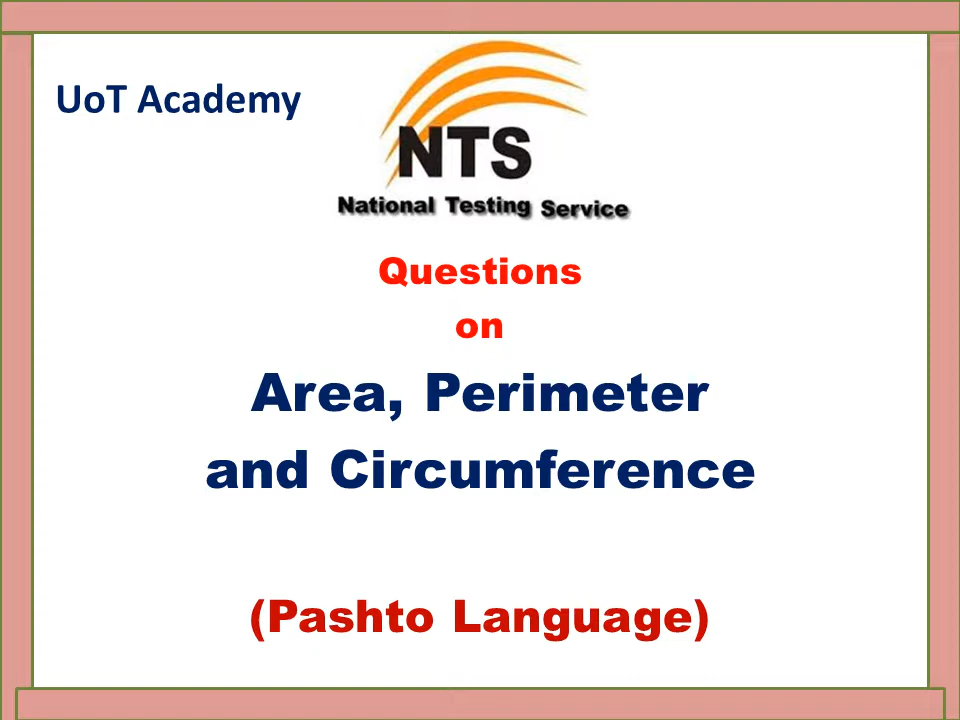 UoT Academy
NTS
National Testing Service
Questions
on
Area, Perimeter
and Circumference
(Pashto Language)